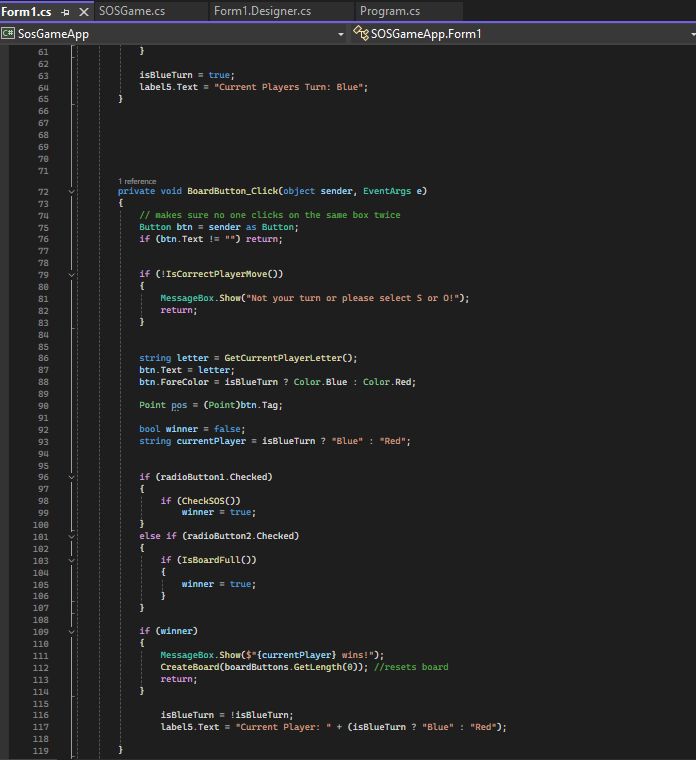 Form1.cs SOSGame.cs Form1.Designer.cs Program.cs
C# SosGameApp SOSGameApp.Form1
61 }
62
63 isBlueTurn = true;
64 label5.Text = "Current Players Turn: Blue";
65 }
66
67
68
69
70
71
1 reference
72 private void BoardButton_Click(object sender, EventArgs e)
73 {
74 // makes sure no one clicks on the same box twice
75 Button btn = sender as Button;
76 if (btn.Text != "") return;
77
78
79 if (!IsCorrectPlayerMove())
80 {
81 MessageBox.Show("Not your turn or please select S or O!");
82 return;
83 }
84
85
86 string letter = GetCurrentPlayerLetter();
87 btn.Text = letter;
88 btn.ForeColor = isBlueTurn ? Color.Blue : Color.Red;
89
90 Point pos = (Point)btn.Tag;
91
92 bool winner = false;
93 string currentPlayer = isBlueTurn ? "Blue" : "Red";
94
95
96 if (radioButton1.Checked)
97 {
98 if (CheckSOS())
99 winner = true;
100 }
101 else if (radioButton2.Checked)
102 {
103 if (IsBoardFull())
104 {
105 winner = true;
106 }
107 }
108
109 if (winner)
110 {
111 MessageBox.Show($"{currentPlayer} wins!");
112 CreateBoard(boardButtons.GetLength(0)); //resets board
113 return;
114 }
115
116 isBlueTurn = !isBlueTurn;
117 label5.Text = "Current Player: " + (isBlueTurn ? "Blue" : "Red");
118
119 }